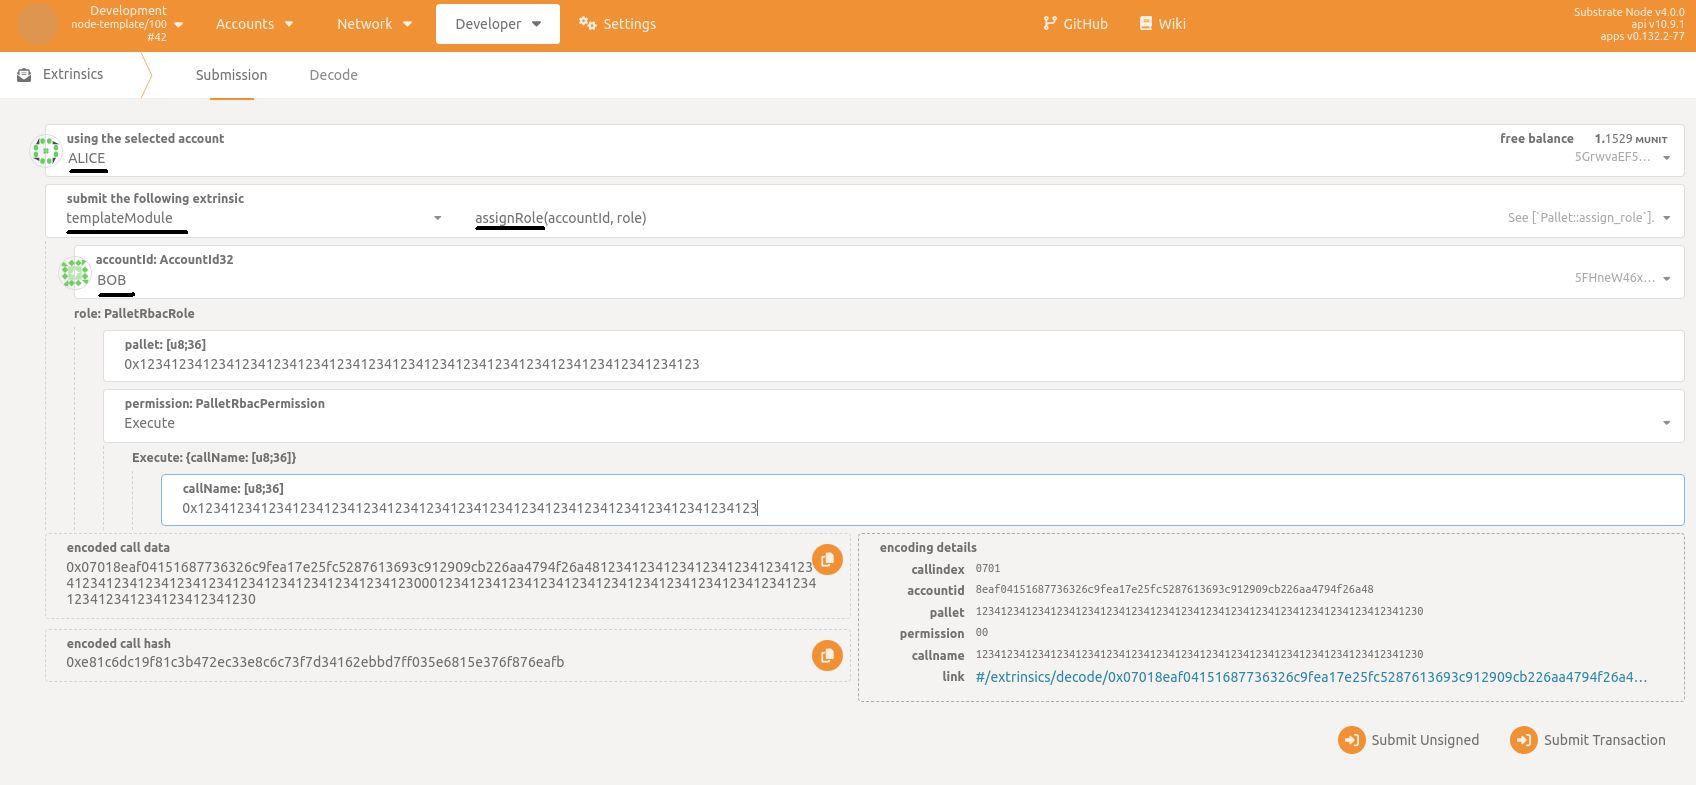 Development
node-template/100
#42
Accounts
Network
Developer
Settings
GitHub
Wiki
Substrate Node v4.0.0
api v10.9.1
apps v0.132.2-77
Extrinsics
Submission
Decode
using the selected account
ALICE
free balance 1.1529 MUNIT
5GrwvaEF5...
submit the following extrinsic
templateModule
assignRole(accountId, role)
See [`Pallet::assign_role`].
accountId: AccountId32
BOB
5FHneW46x...
role: PalletRbacRole
pallet: [u8;36]
0x12341234123412341234123412341234123412341234123412341234123412341234123
permission: PalletRbacPermission
Execute
Execute: {callName: [u8;36]}
callName: [u8;36]
0x12341234123412341234123412341234123412341234123412341234123412341234123
encoded call data
0x07018eaf04151687736326c9fea17e25fc5287613693c912909cb226aa4794f26a48123412341234123412341234123
41234123412341234123412341234123412341234123000123412341234123412341234123412341234123412341234
123412341234123412341230
encoded call hash
0xe81c6dc19f81c3b472ec33e8c6c73f7d34162ebbd7ff035e6815e376f876eafb
encoding details
callindex 0701
accountid 8eaf04151687736326c9fea17e25fc5287613693c912909cb226aa4794f26a48
pallet 123412341234123412341234123412341234123412341234123412341234123412341230
permission 00
callname 123412341234123412341234123412341234123412341234123412341234123412341230
link #/extrinsics/decode/0x07018eaf04151687736326c9fea17e25fc5287613693c912909cb226aa4794f26a4...
Submit Unsigned
Submit Transaction